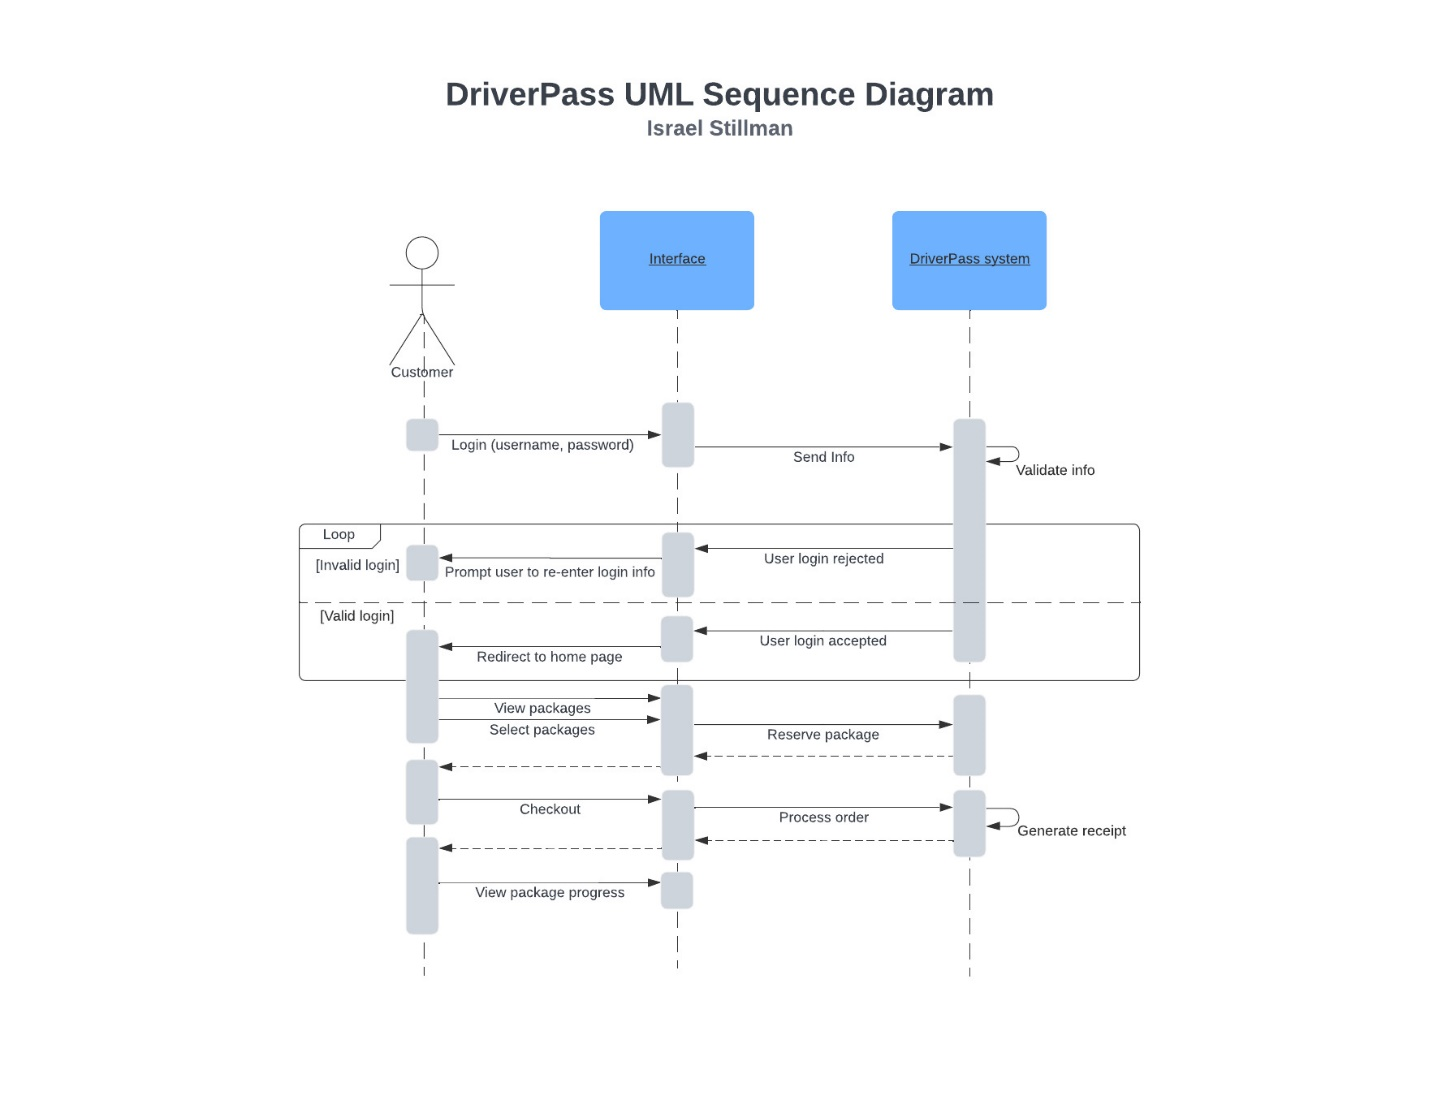 DriverPass UML Sequence Diagram
Israel Stillman
Interface
DriverPass system
Customer
Login (username, password)
Send Info
Validate info
Loop
[Invalid login]
User login rejected
Prompt user to re-enter login info
[Valid login]
User login accepted
Redirect to home page
View packages
Select packages
Reserve package
Checkout
Process order
Generate receipt
View package progress